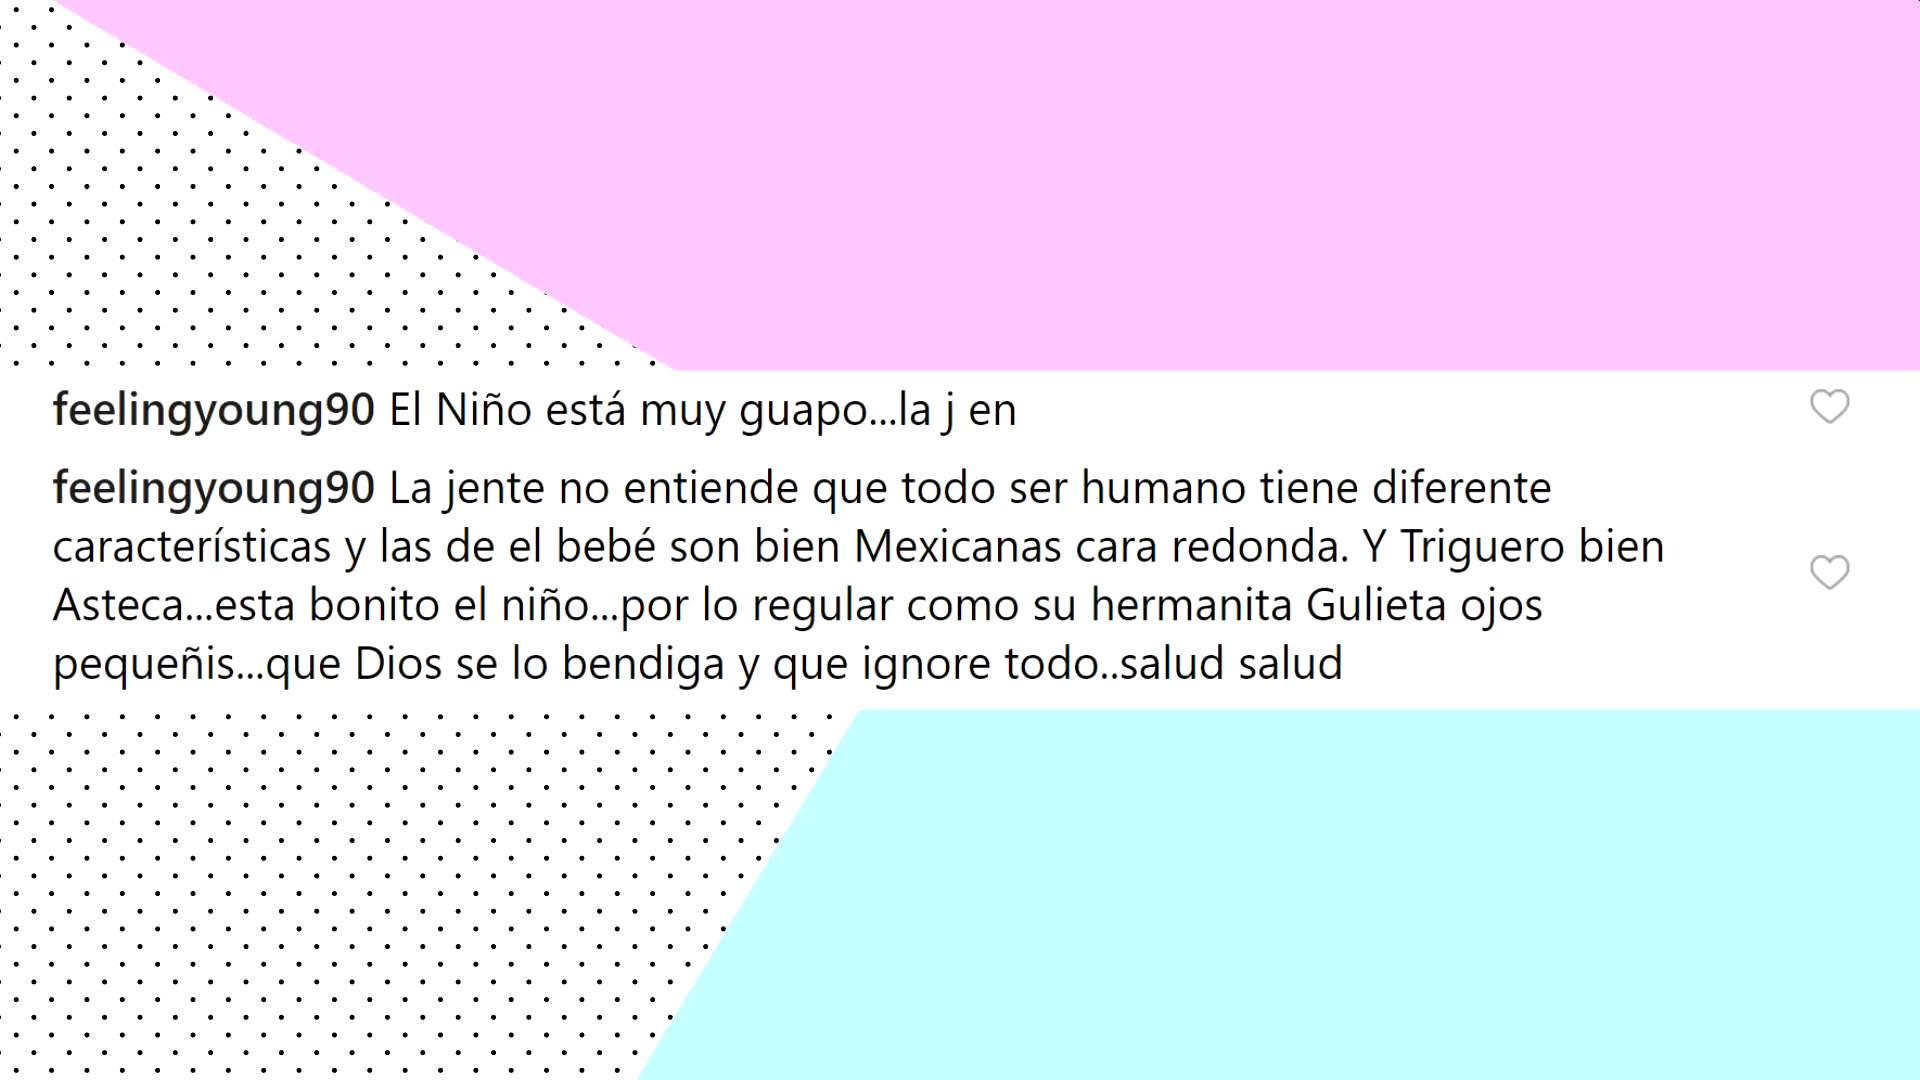 feelingyoung90 El Niño está muy guapo...la j en
feelingyoung90 La jente no entiende que todo ser humano tiene diferente
características y las de el bebé son bien Mexicanas cara redonda. Y Triguero bien
Asteca...esta bonito el niño...por lo regular como su hermanita Gulieta ojos
pequeñis...que Dios se lo bendiga y que ignore todo..salud salud